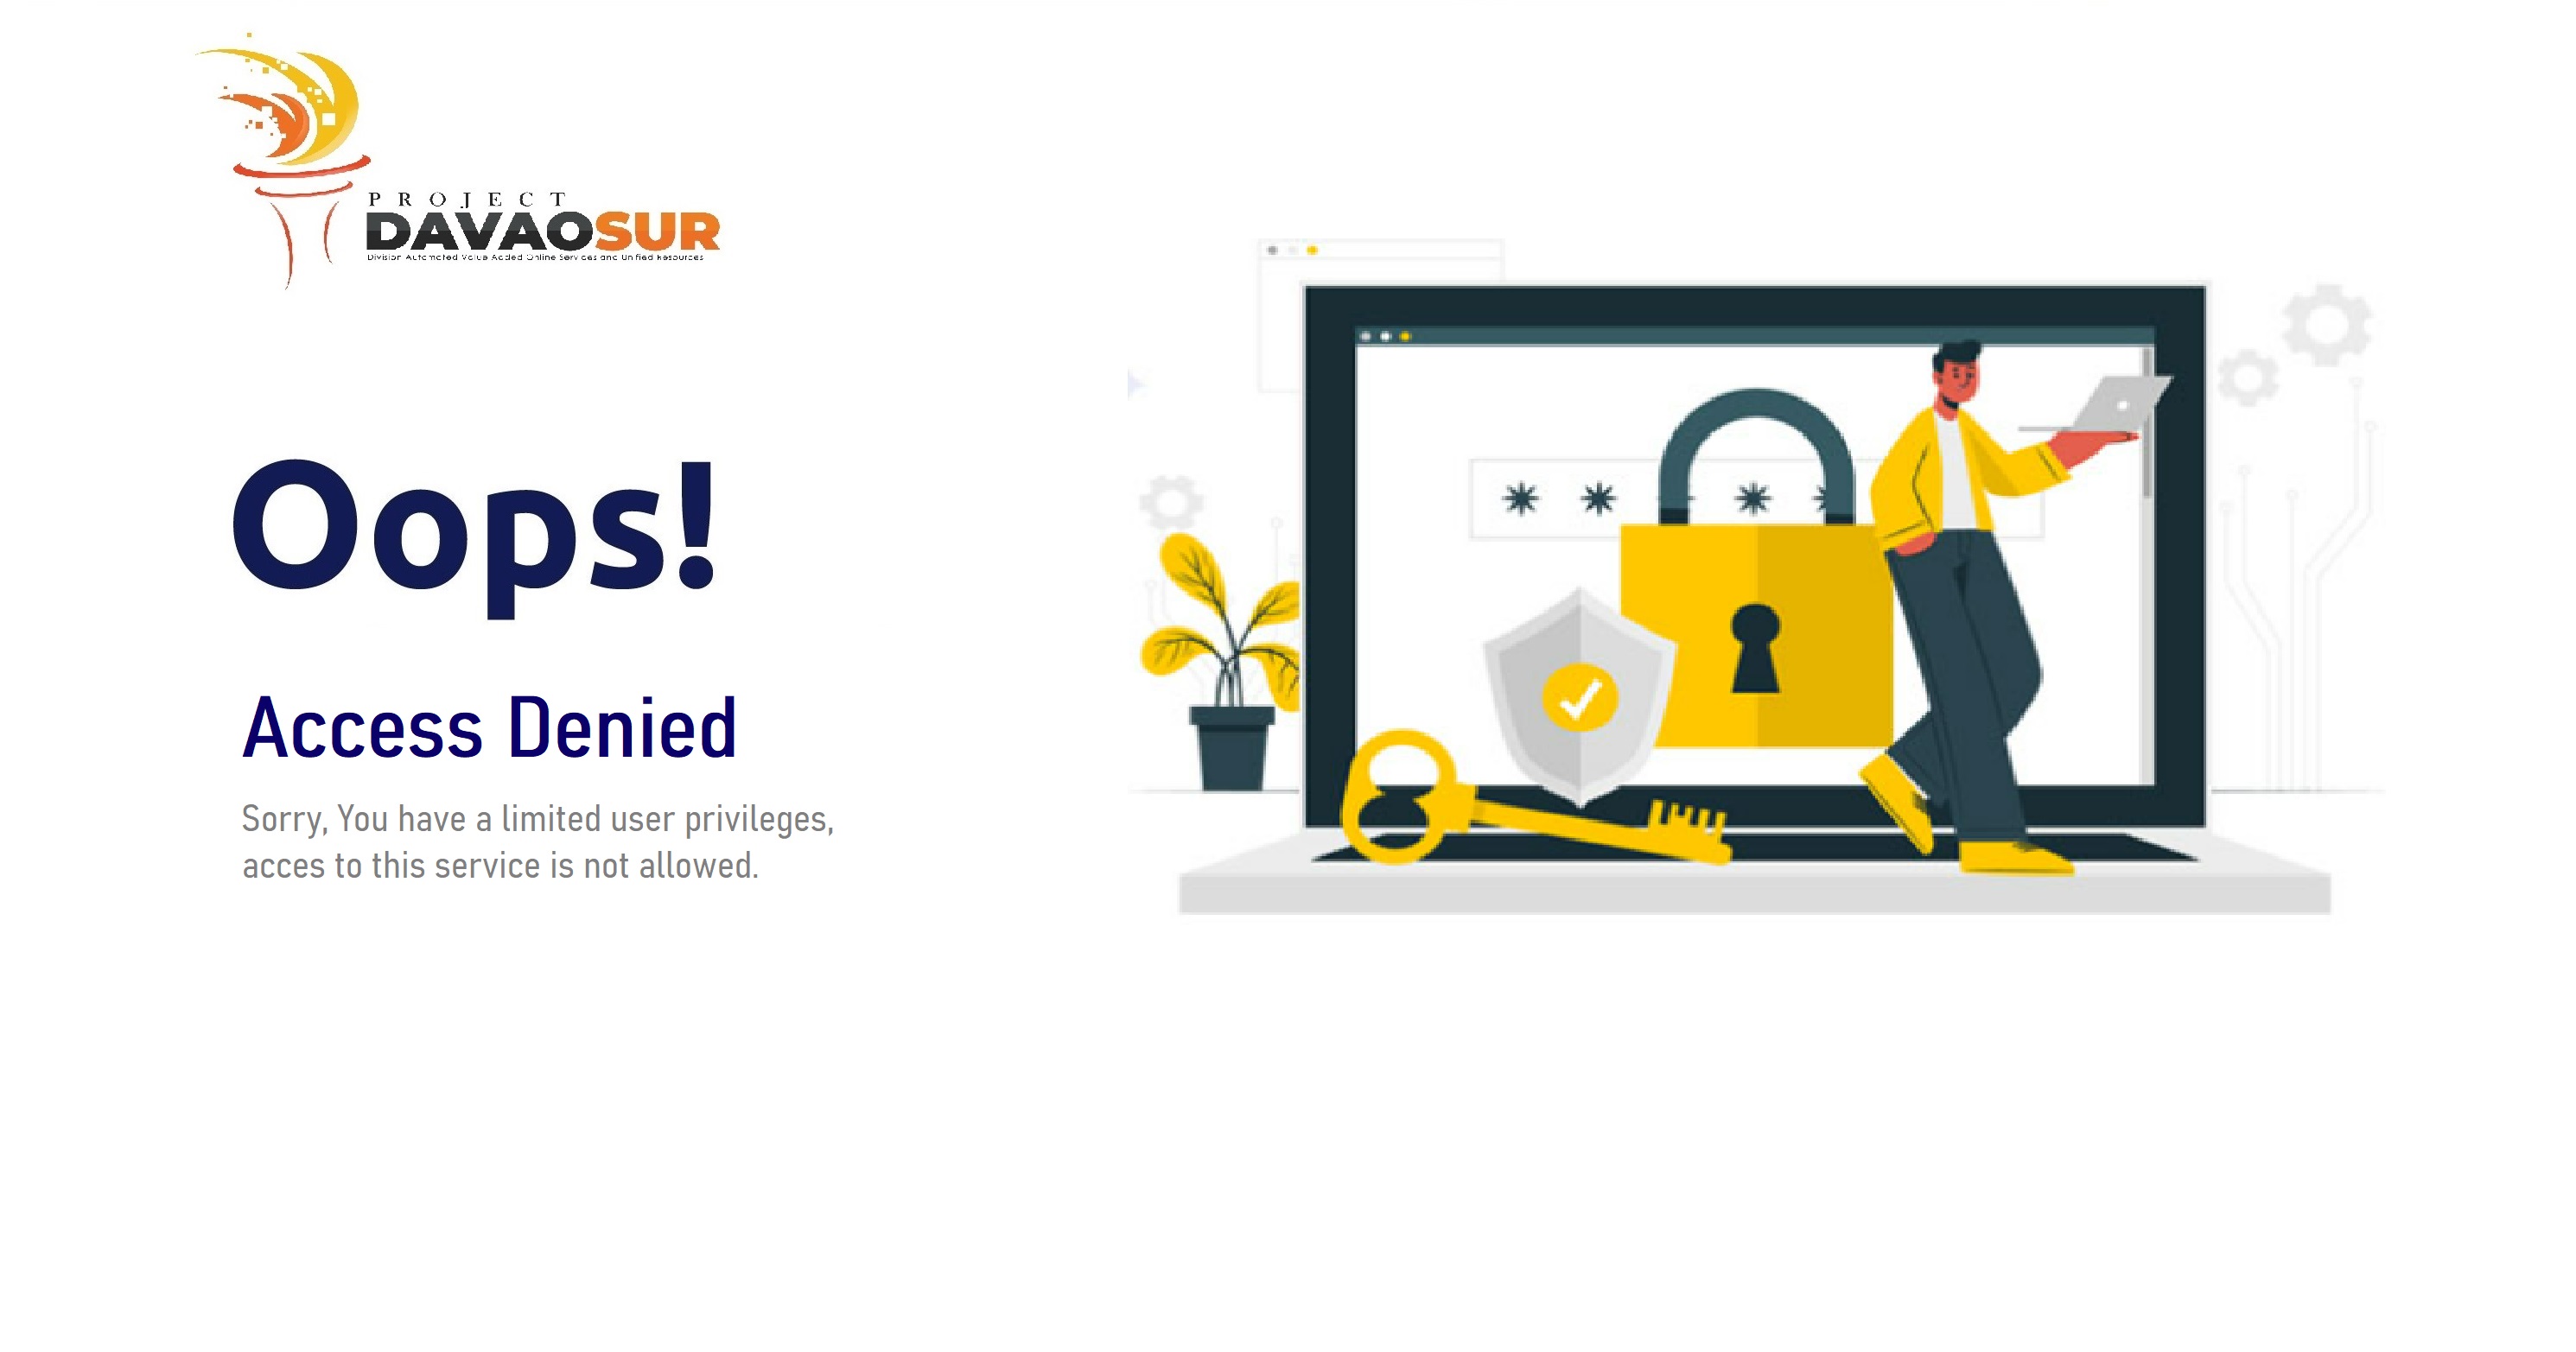 PROJECT
DAVAOSUR
Division Automated Value Added Online Services and Unified Resources
Oops!
Access Denied
Sorry, You have a limited user privileges,
acces to this service is not allowed.